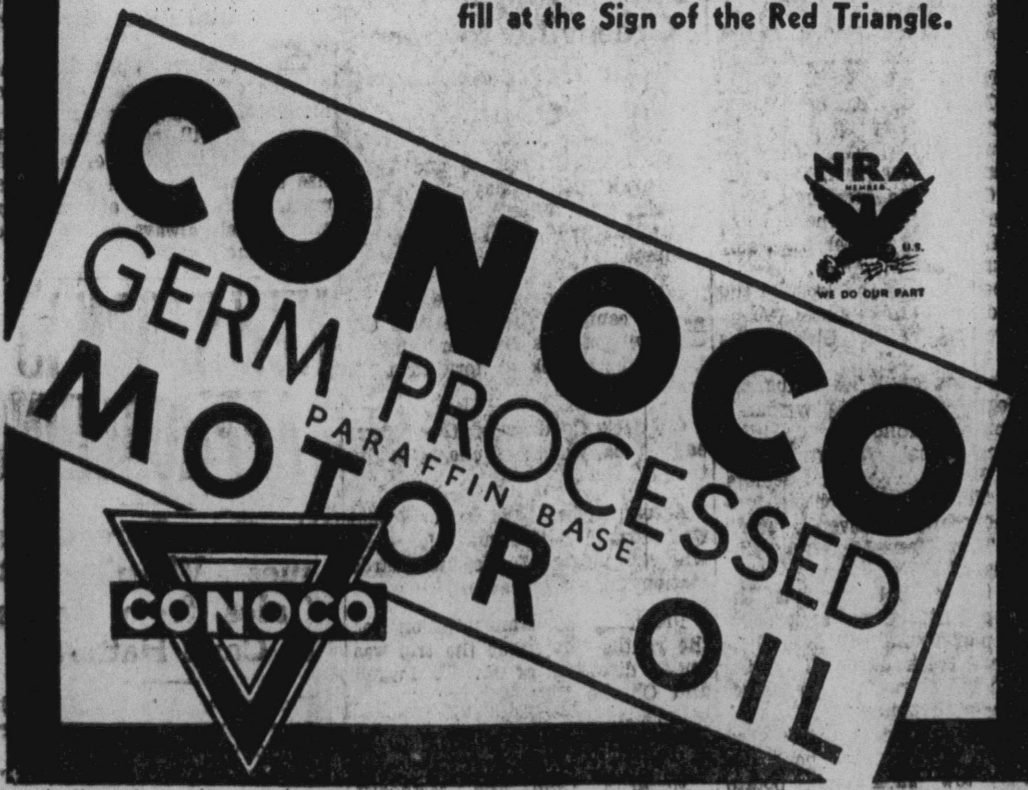 fill at the Sign of the Red Triangle.
NRA
MEMBER
U.S.
WE DO OUR PART
CONOCO
GERM PROCESSED
PARAFFIN BASE
MOTOR OIL
CONOCO